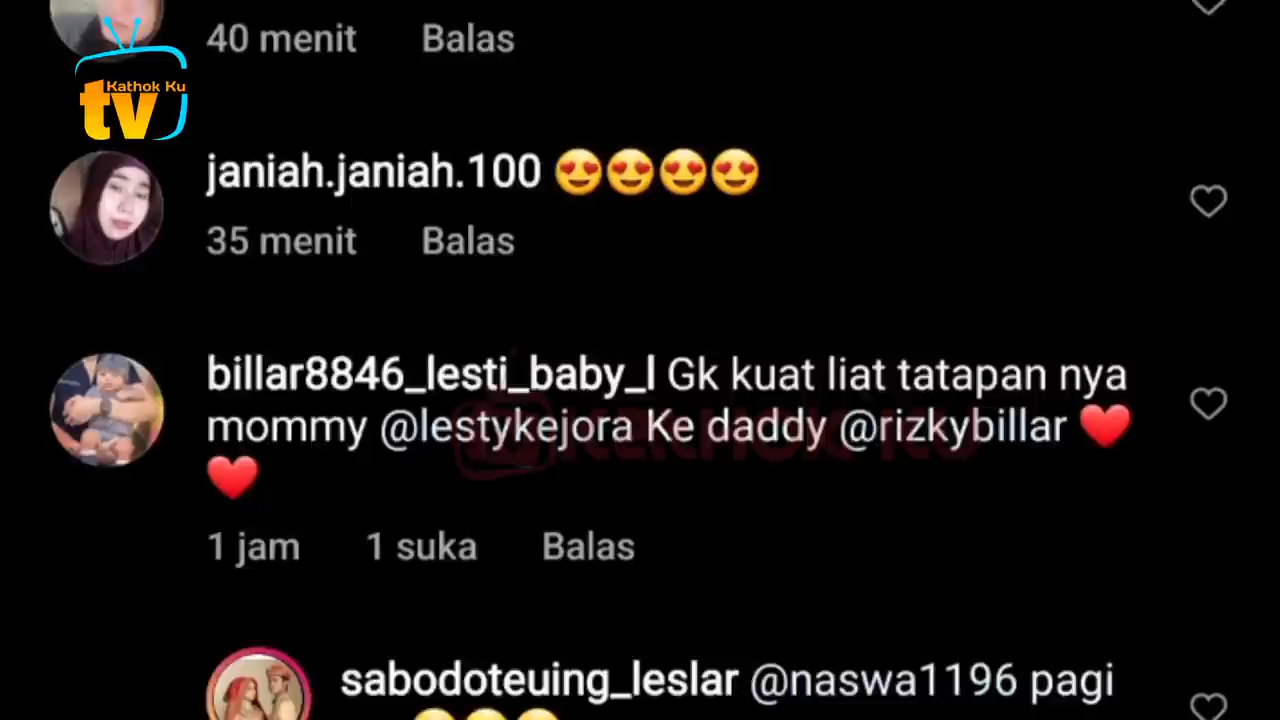 40 menit Balas
Kathok Ku
tv
janiah.janiah.100 😍😍😍😍
35 menit Balas
billar8846_lesti_baby_l Gk kuat liat tatapan nya
mommy @lestykejora Ke daddy @rizkybillar ❤️
❤️
1 jam 1 suka Balas
sabodoteuing_leslar @naswa1196 pagi